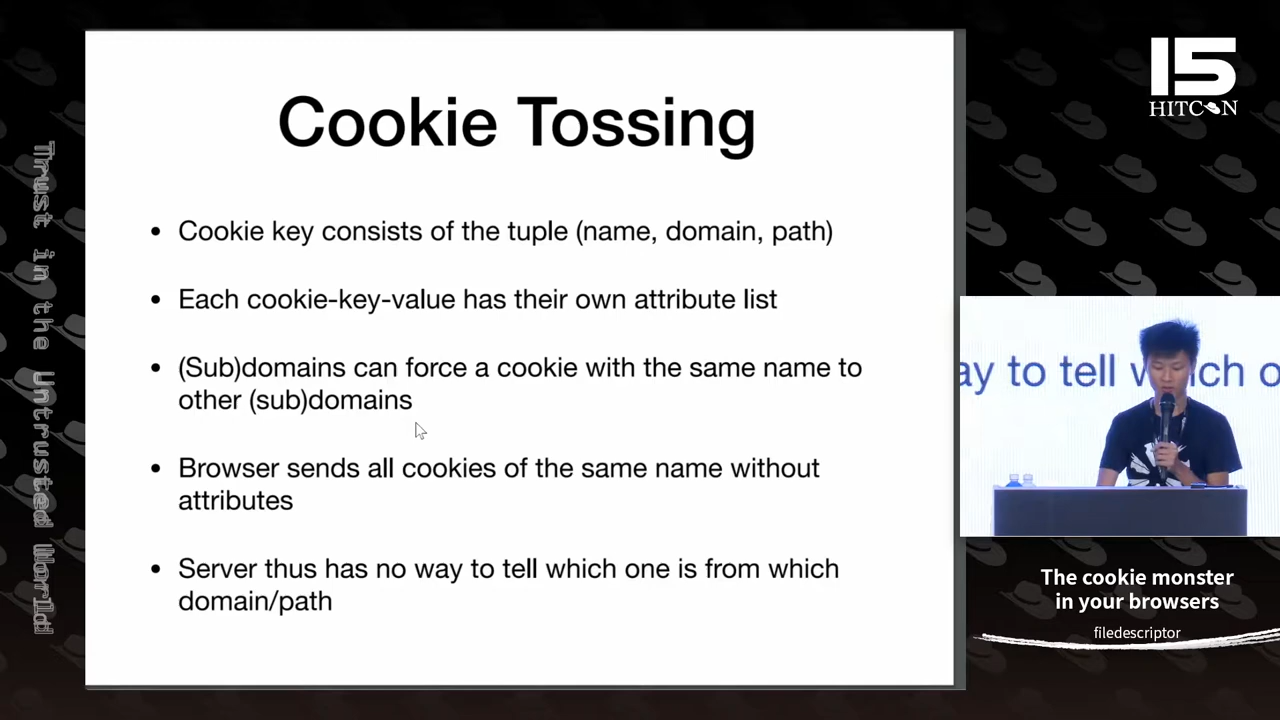 Cookie Tossing
• Cookie key consists of the tuple (name, domain, path)
• Each cookie-key-value has their own attribute list
• (Sub)domains can force a cookie with the same name to
other (sub)domains
• Browser sends all cookies of the same name without
attributes
• Server thus has no way to tell which one is from which
domain/path
Thrust in the Untrusted World
15
HITCON
ay to tell which o
The cookie monster
in your browsers
filedescriptor